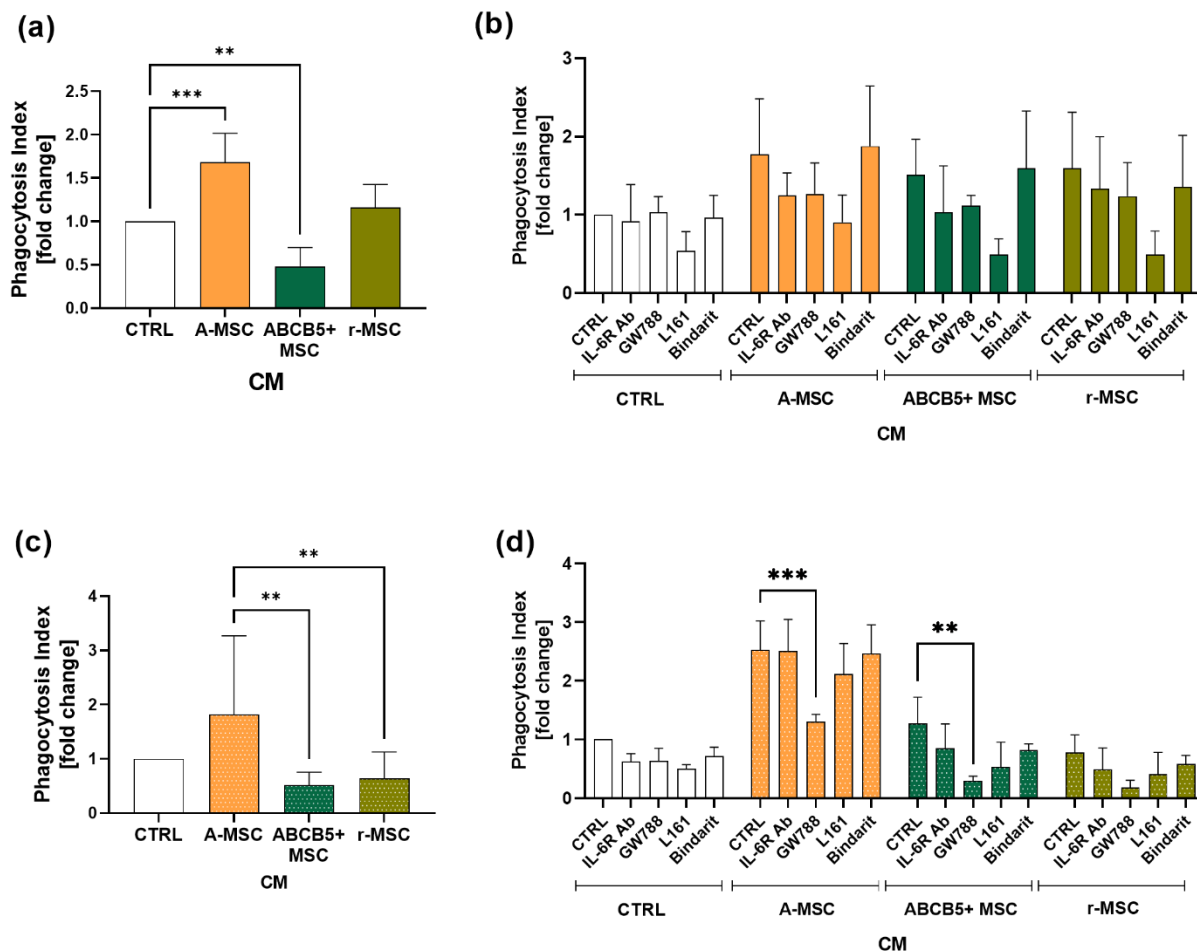 (a)
Phagocytosis Index
[fold change]
2.5
2.0
1.5
1.0
0.5
0.0
**
***
CTRL
A-MSC
ABCB5+
MSC
r-MSC
CM
(b)
Phagocytosis Index
[fold change]
3
2
1
0
CTRL
IL-6R Ab
GW788
L161
Bindarit
CTRL
IL-6R Ab
GW788
L161
Bindarit
CTRL
IL-6R Ab
GW788
L161
Bindarit
CTRL
IL-6R Ab
GW788
L161
Bindarit
CTRL
A-MSC
ABCB5+ MSC
r-MSC
CM
(c)
Phagocytosis Index
[fold change]
4
3
2
1
0
**
**
CTRL
A-MSC
ABCB5+
MSC
r-MSC
CM
(d)
Phagocytosis Index
[fold change]
4
3
2
1
0
***
**
CTRL
IL-6R Ab
GW788
L161
Bindarit
CTRL
IL-6R Ab
GW788
L161
Bindarit
CTRL
IL-6R Ab
GW788
L161
Bindarit
CTRL
IL-6R Ab
GW788
L161
Bindarit
CTRL
A-MSC
ABCB5+ MSC
r-MSC
CM